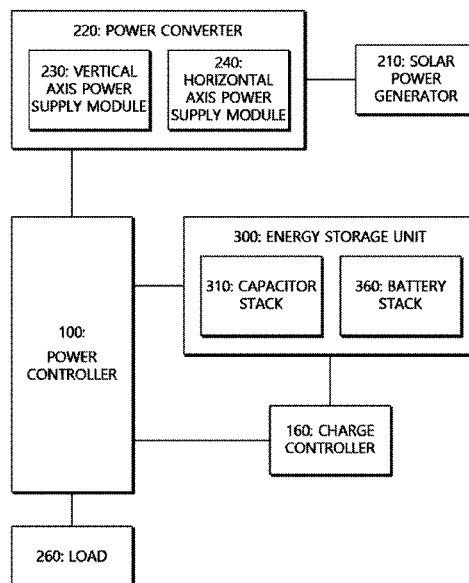 220: POWER CONVERTER
230: VERTICAL
AXIS POWER
SUPPLY MODULE
240:
HORIZONTAL
AXIS POWER
SUPPLY MODULE
210: SOLAR
POWER
GENERATOR
300: ENERGY STORAGE UNIT
310: CAPACITOR
STACK
360: BATTERY
STACK
100:
POWER
CONTROLLER
160: CHARGE
CONTROLLER
260: LOAD